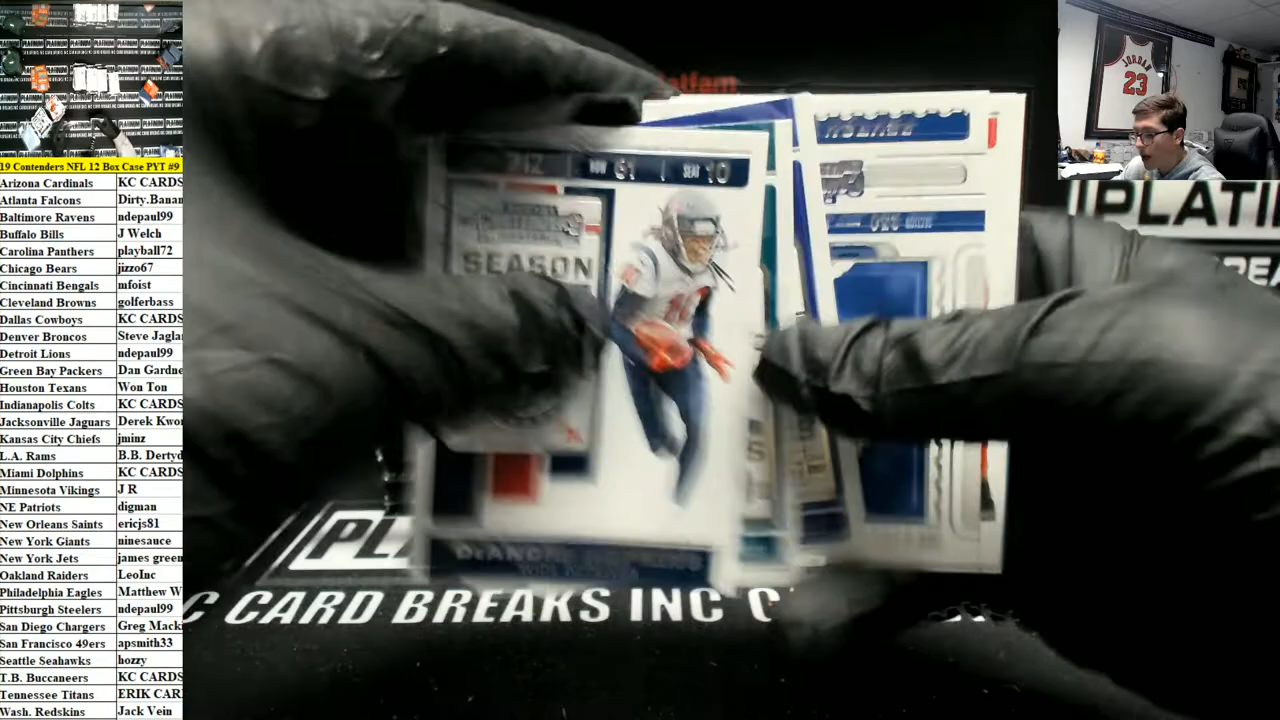 19 Contenders NFL 12 Box Case PYT #9
Arizona Cardinals KC CARDS
Atlanta Falcons Dirty.Banan
Baltimore Ravens ndepaul99
Buffalo Bills J Welch
Carolina Panthers playball72
Chicago Bears jizzo67
Cincinnati Bengals mfoist
Cleveland Browns golferbass
Dallas Cowboys KC CARDS
Denver Broncos Steve Jagla
Detroit Lions ndepaul99
Green Bay Packers Dan Gardne
Houston Texans Won Ton
Indianapolis Colts KC CARDS
Jacksonville Jaguars Derek Kwo
Kansas City Chiefs jminz
L.A. Rams B.B. Dertyd
Miami Dolphins KC CARDS
Minnesota Vikings J R
NE Patriots digman
New Orleans Saints ericjs81
New York Giants ninesauce
New York Jets james green
Oakland Raiders LeoInc
Philadelphia Eagles Matthew W
Pittsburgh Steelers ndepaul99
San Diego Chargers Greg Mack
San Francisco 49ers apsmith33
Seattle Seahawks hozzy
T.B. Buccaneers KC CARDS
Tennessee Titans ERIK CAR
Wash. Redskins Jack Vein
ROW 61 SEAT 10
SEASON
PL
C CARD BREAKS INC C
JORDAN
23
PLATI